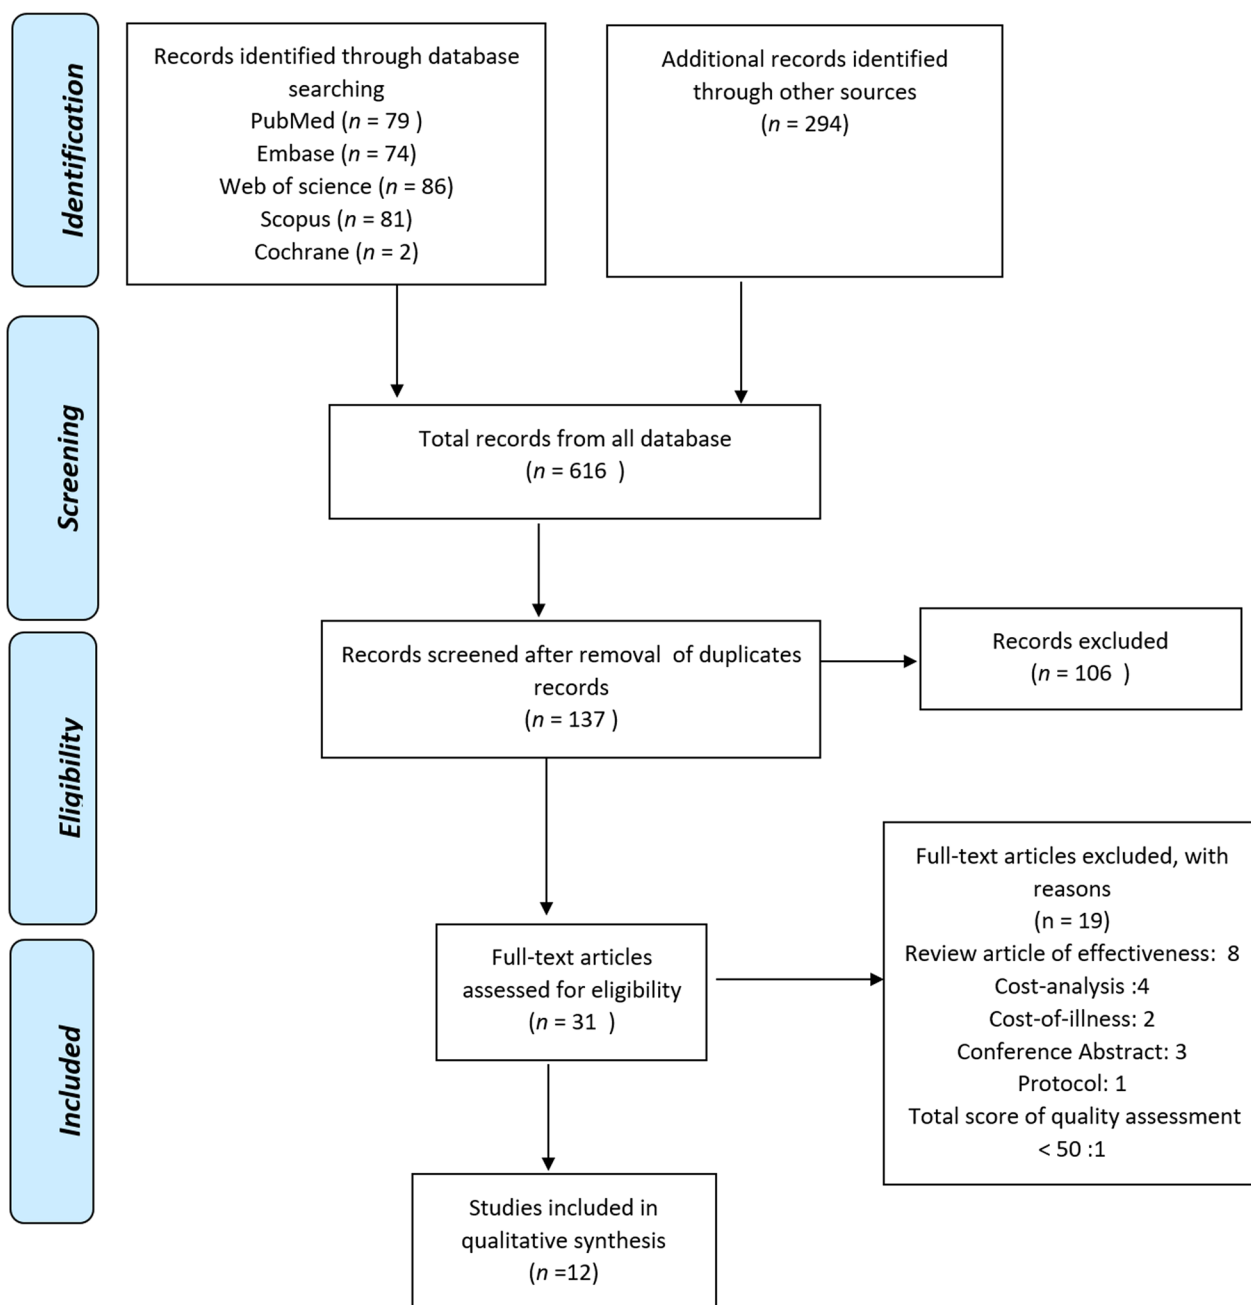 Identification
Records identified through database
searching
PubMed (n = 79 )
Embase (n = 74)
Web of science (n = 86)
Scopus (n = 81)
Cochrane (n = 2)
Additional records identified
through other sources
(n = 294)
Screening
Total records from all database
(n = 616 )
Records screened after removal of duplicates
records
(n = 137 )
Records excluded
(n = 106 )
Eligibility
Full-text articles
assessed for eligibility
(n = 31 )
Full-text articles excluded, with
reasons
(n = 19)
Review article of effectiveness: 8
Cost-analysis :4
Cost-of-illness: 2
Conference Abstract: 3
Protocol: 1
Total score of quality assessment
< 50 :1
Included
Studies included in
qualitative synthesis
(n =12)